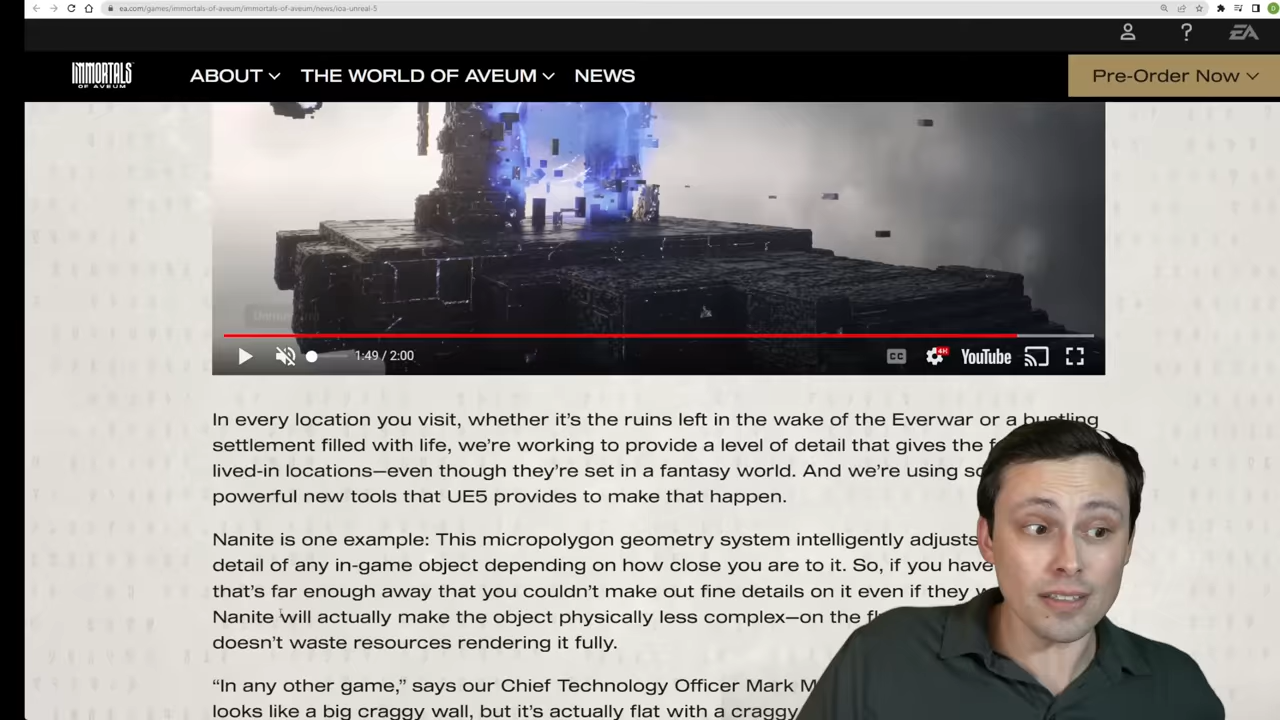 ea.com/games/immortals-of-aveum/immortals-of-aveum/news/ioa-unreal-5
EA
IMMORTALS
OF AVEUM
ABOUT
THE WORLD OF AVEUM
NEWS
Pre-Order Now
1:49 / 2:00
CC
4K
YouTube
In every location you visit, whether it's the ruins left in the wake of the Everwar or a bustling
settlement filled with life, we're working to provide a level of detail that gives the
lived-in locations—even though they're set in a fantasy world. And we're using
powerful new tools that UE5 provides to make that happen.
Nanite is one example: This micropolygon geometry system intelligently adjusts
detail of any in-game object depending on how close you are to it. So, if you have
that's far enough away that you couldn't make out fine details on it even if they
Nanite will actually make the object physically less complex—on the
doesn't waste resources rendering it fully.
“In any other game,” says our Chief Technology Officer Mark
looks like a big craggy wall, but it's actually flat with a craggy